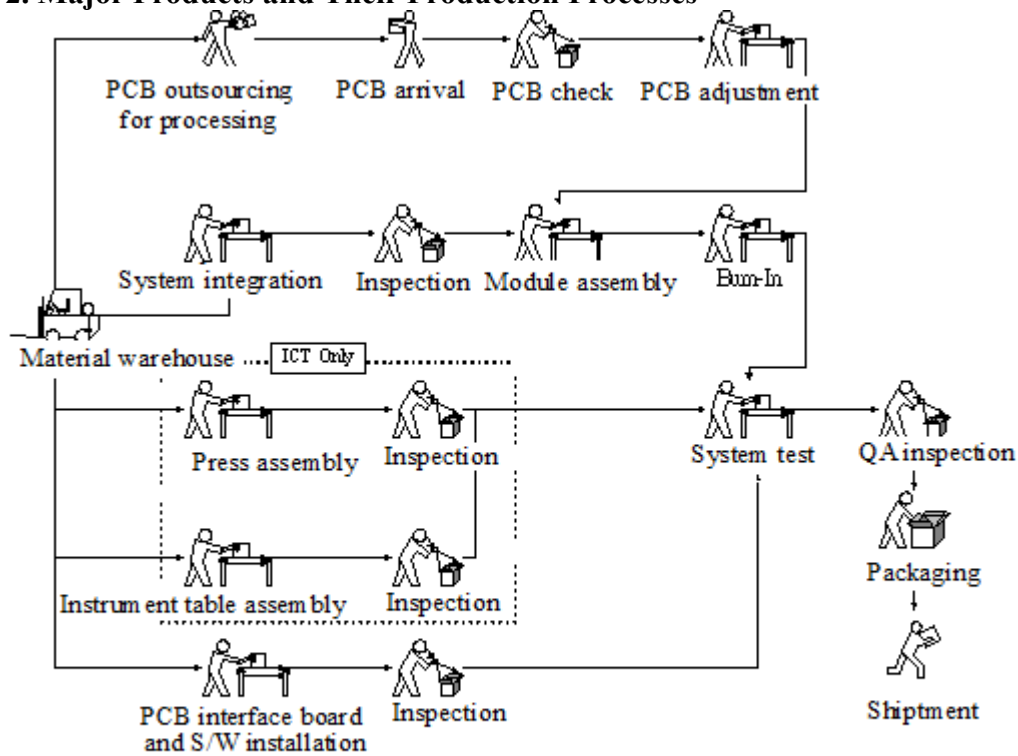 2. Major Products and Their Production Processes
PCB outsourcing
for processing
PCB arrival
PCB check
PCB adjustment
System integration
Inspection
Module assembly
Burn-In
Material warehouse
ICT Only
Press assembly
Inspection
System test
QA inspection
Instrument table assembly
Inspection
Packaging
PCB interface board
and S/W installation
Inspection
Shiptment